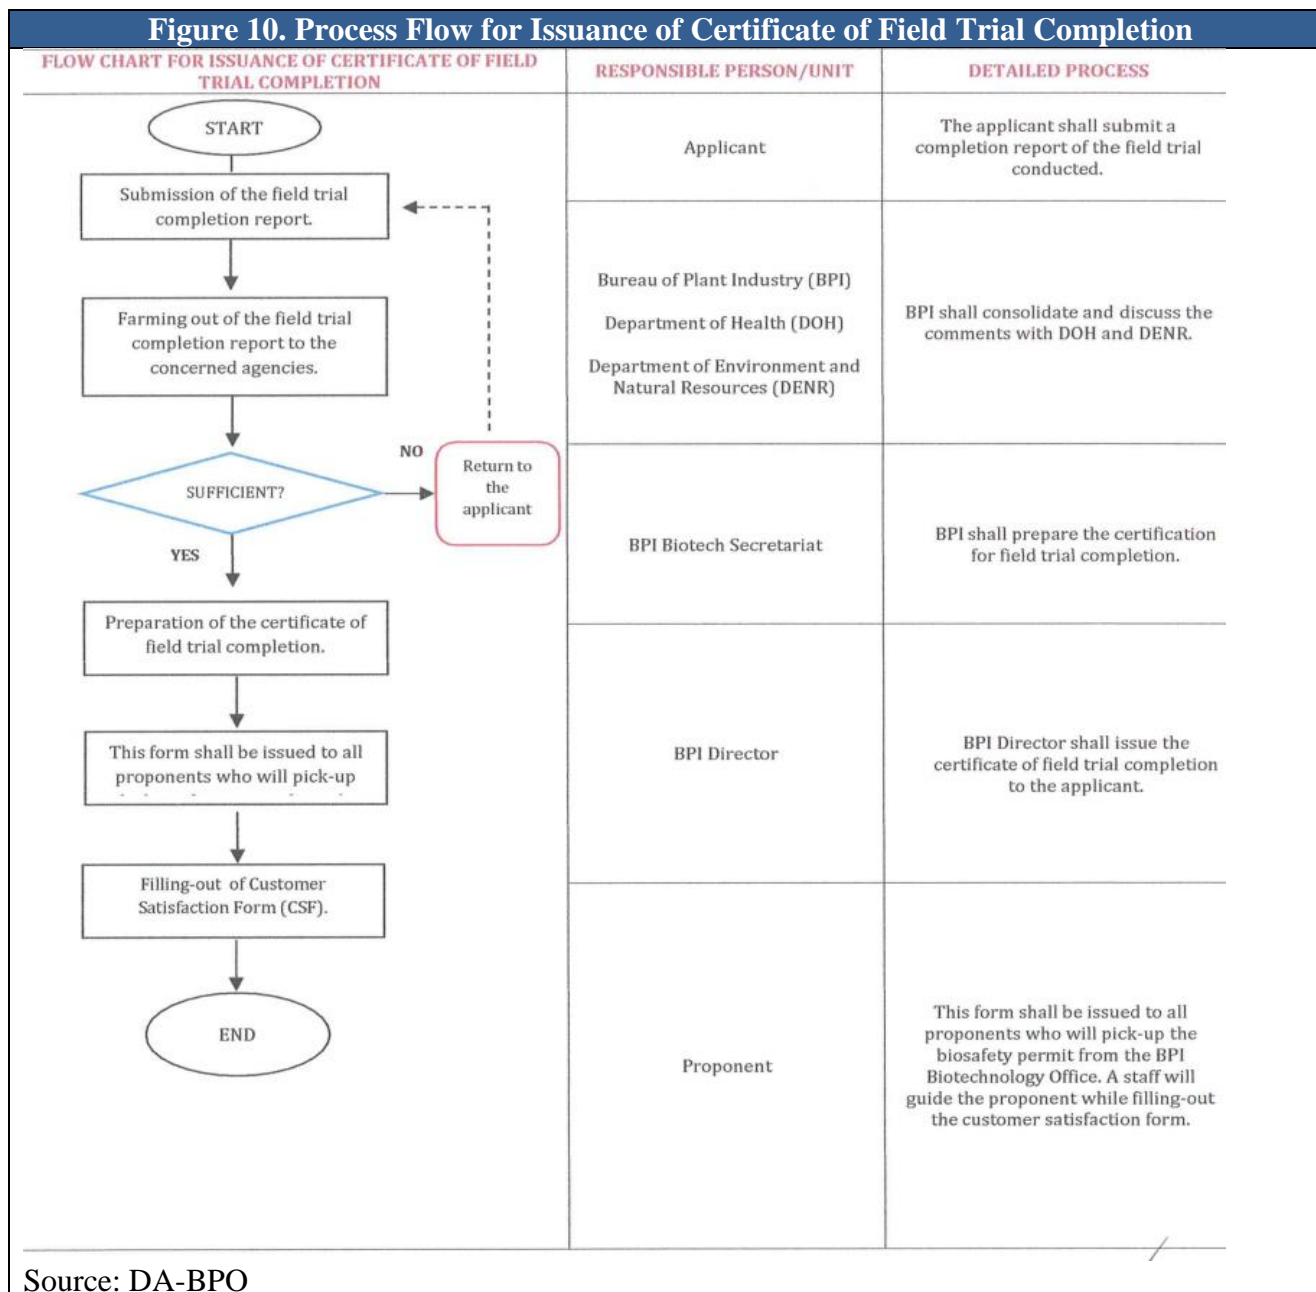 Figure 10. Process Flow for Issuance of Certificate of Field Trial Completion
FLOW CHART FOR ISSUANCE OF CERTIFICATE OF FIELD
TRIAL COMPLETION
RESPONSIBLE PERSON/UNIT
DETAILED PROCESS
START
Applicant
The applicant shall submit a
completion report of the field trial
conducted.
Submission of the field trial
completion report.
Farming out of the field trial
completion report to the
concerned agencies.
Bureau of Plant Industry (BPI)
Department of Health (DOH)
Department of Environment and
Natural Resources (DENR)
BPI shall consolidate and discuss the
comments with DOH and DENR.
SUFFICIENT?
NO
Return to
the
applicant
YES
BPI Biotech Secretariat
BPI shall prepare the certification
for field trial completion.
Preparation of the certificate of
field trial completion.
This form shall be issued to all
proponents who will pick-up
BPI Director
BPI Director shall issue the
certificate of field trial completion
to the applicant.
Filling-out of Customer
Satisfaction Form (CSF).
END
Proponent
This form shall be issued to all
proponents who will pick-up the
biosafety permit from the BPI
Biotechnology Office. A staff will
guide the proponent while filling-out
the customer satisfaction form.
Source: DA-BPO